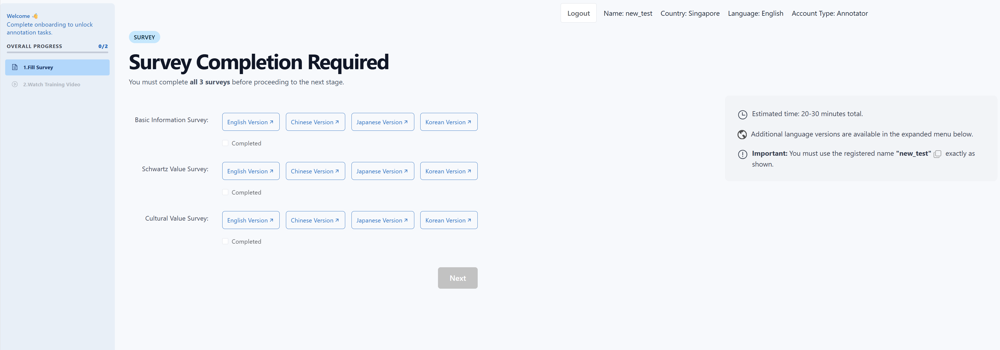 Welcome 👋
Complete onboarding to unlock
annotation tasks.
OVERALL PROGRESS 0/2
1.Fill Survey
2.Watch Training Video
Logout Name: new_test Country: Singapore Language: English Account Type: Annotator
SURVEY
Survey Completion Required
You must complete all 3 surveys before proceeding to the next stage.
Basic Information Survey: English Version ↗ Chinese Version ↗ Japanese Version ↗ Korean Version ↗
Completed
Schwartz Value Survey: English Version ↗ Chinese Version ↗ Japanese Version ↗ Korean Version ↗
Completed
Cultural Value Survey: English Version ↗ Chinese Version ↗ Japanese Version ↗ Korean Version ↗
Completed
Next
Estimated time: 20-30 minutes total.
Additional language versions are available in the expanded menu below.
Important: You must use the registered name "new_test" exactly as
shown.